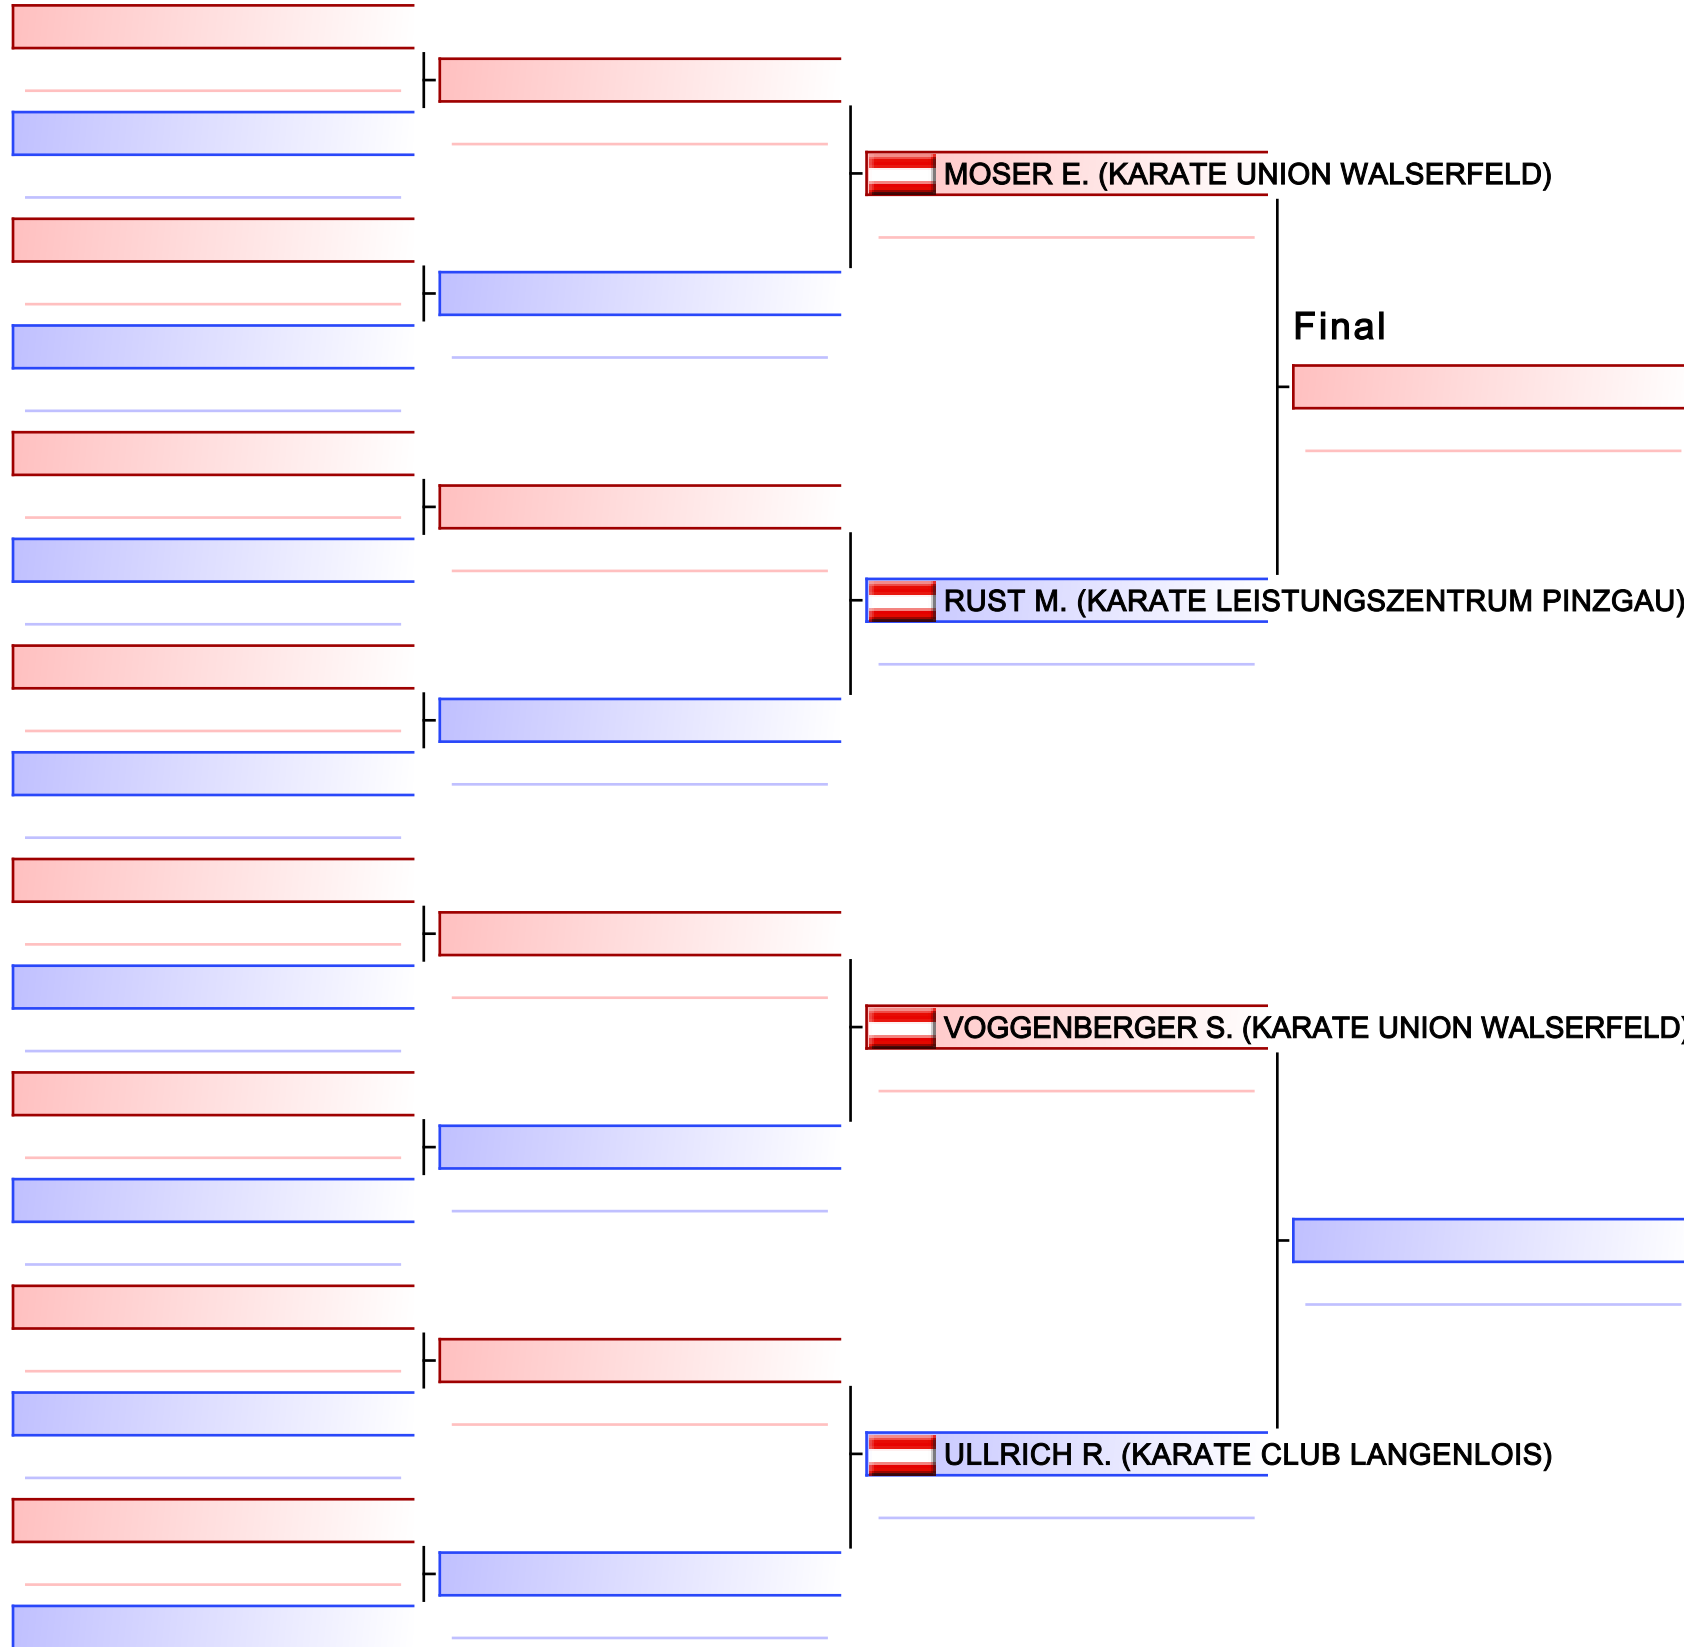 MOSER E. (KARATE UNION WALSERFELD)
Final
RUST M. (KARATE LEISTUNGSZENTRUM PINZGAU)
VOGGENBERGER S. (KARATE UNION WALSERFELD)
ULLRICH R. (KARATE CLUB LANGENLOIS)